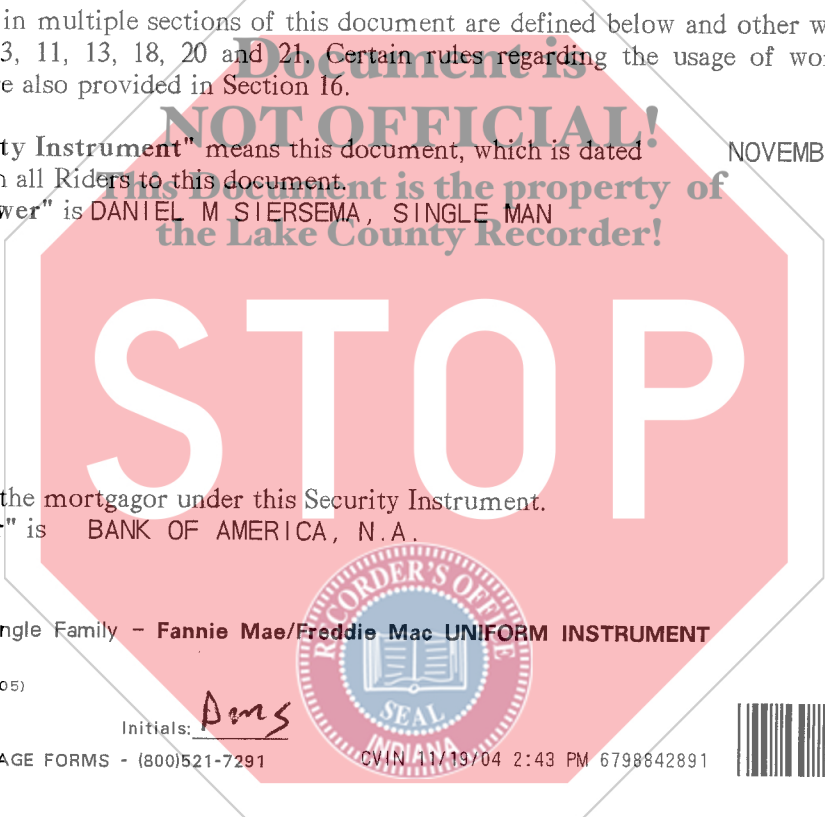 in multiple sections of this document are defined below and other w
3, 11, 13, 18, 20 and 21. Certain rules regarding the usage of wor
e also provided in Section 16.
Document is
NOT OFFICIAL!
This Document is the property of
the Lake County Recorder!
ty Instrument" means this document, which is dated NOVEMB
n all Riders to this document.
wer" is DANIEL M SIERSEMA, SINGLE MAN
STOP
the mortgagor under this Security Instrument.
r" is BANK OF AMERICA, N.A.
RECORDER'S OFFICE
SEAL
INDIANA
ngle Family – Fannie Mae/Freddie Mac UNIFORM INSTRUMENT
05)
Initials: DMS
AGE FORMS - (800)521-7291 CVIN 11/19/04 2:43 PM 6798842891